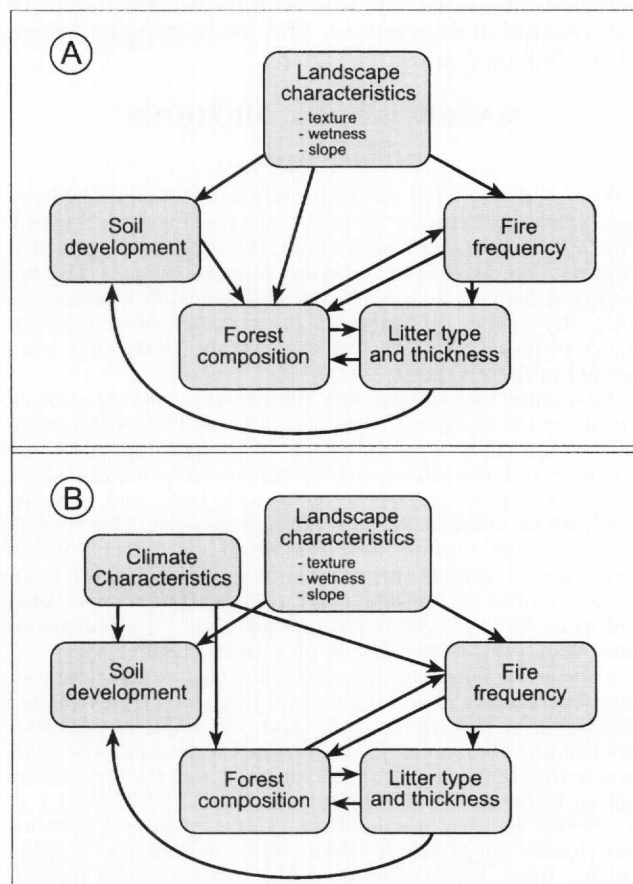 A
Landscape
characteristics
- texture
- wetness
- slope
Soil
development
Fire
frequency
Forest
composition
Litter type
and thickness
B
Landscape
characteristics
- texture
- wetness
- slope
Climate
Characteristics
Soil
development
Fire
frequency
Forest
composition
Litter type
and thickness